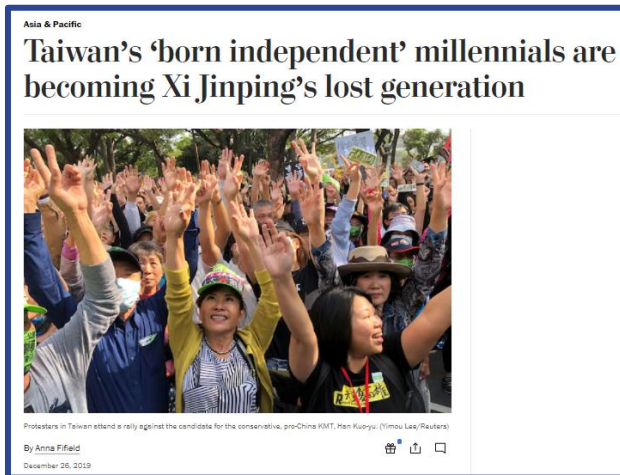 Asia & Pacific
Taiwan's ‘born independent’ millennials are
becoming Xi Jinping's lost generation
Protesters in Taiwan attend a rally against the candidate for the conservative, pro-China KMT, Han Kuo-yu. (Yimou Lee/Reuters)
By Anna Fifield
December 26, 2019